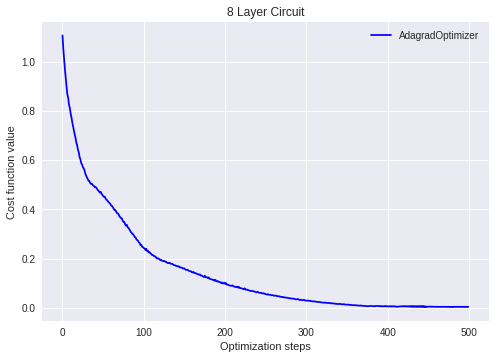 8 Layer Circuit
AdagradOptimizer
1.0
0.8
0.6
0.4
0.2
0.0
Cost function value
0 100 200 300 400 500
Optimization steps